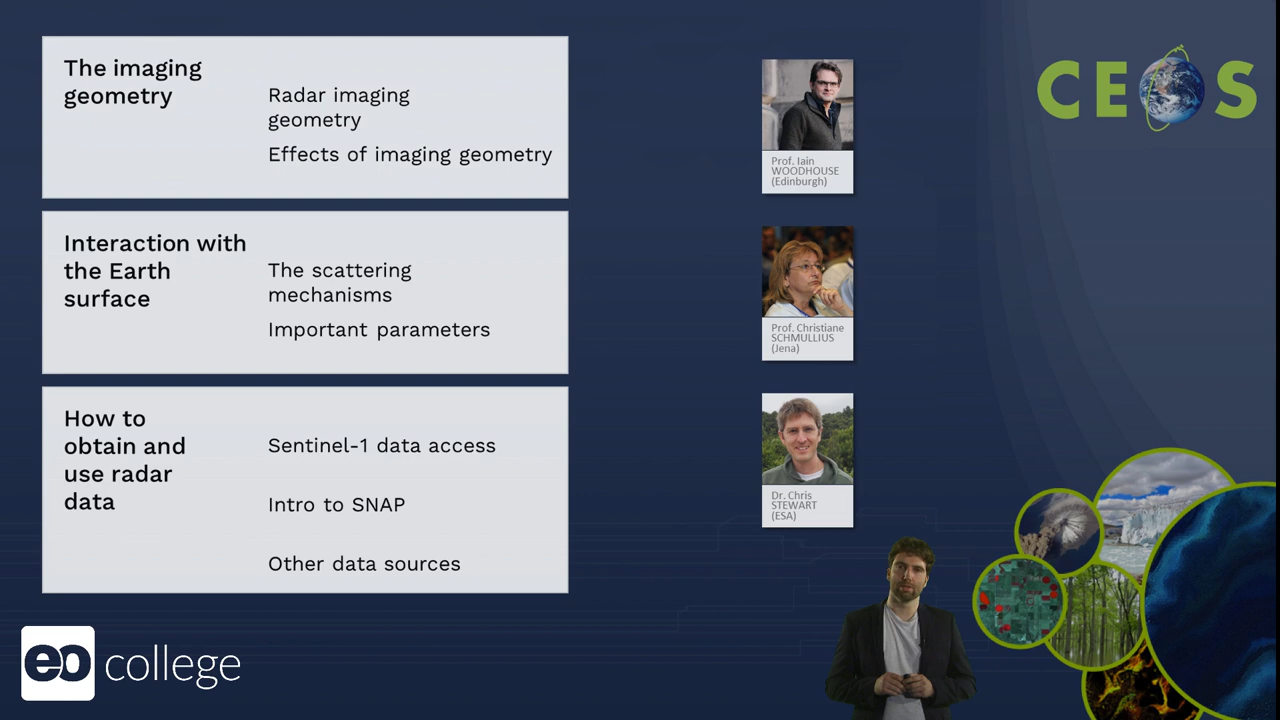 The imaging
geometry
Radar imaging
geometry
Effects of imaging geometry
Interaction with
the Earth
surface
The scattering
mechanisms
Important parameters
How to
obtain and
use radar
data
Sentinel-1 data access
Intro to SNAP
Other data sources
Prof. Iain
WOODHOUSE
(Edinburgh)
Prof. Christiane
SCHMULLIUS
(Jena)
Dr. Chris
STEWART
(ESA)
CEOS
eo college